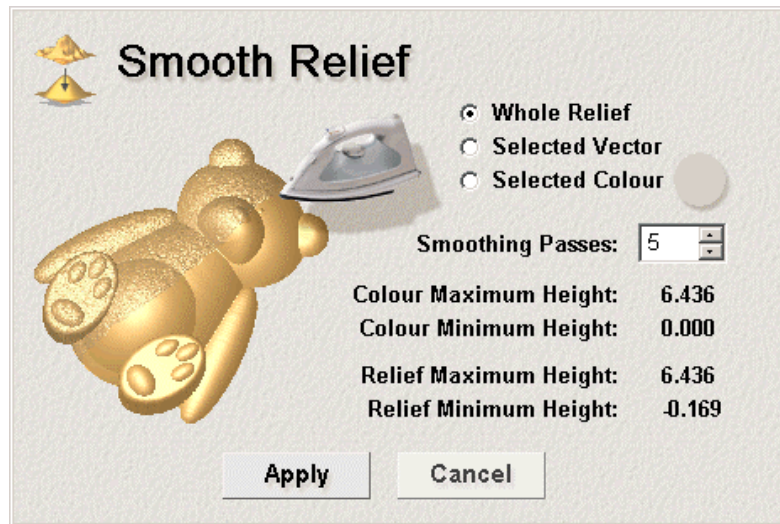 Smooth Relief
Whole Relief
Selected Vector
Selected Colour
Smoothing Passes: 5
Colour Maximum Height: 6.436
Colour Minimum Height: 0.000
Relief Maximum Height: 6.436
Relief Minimum Height: -0.169
Apply Cancel